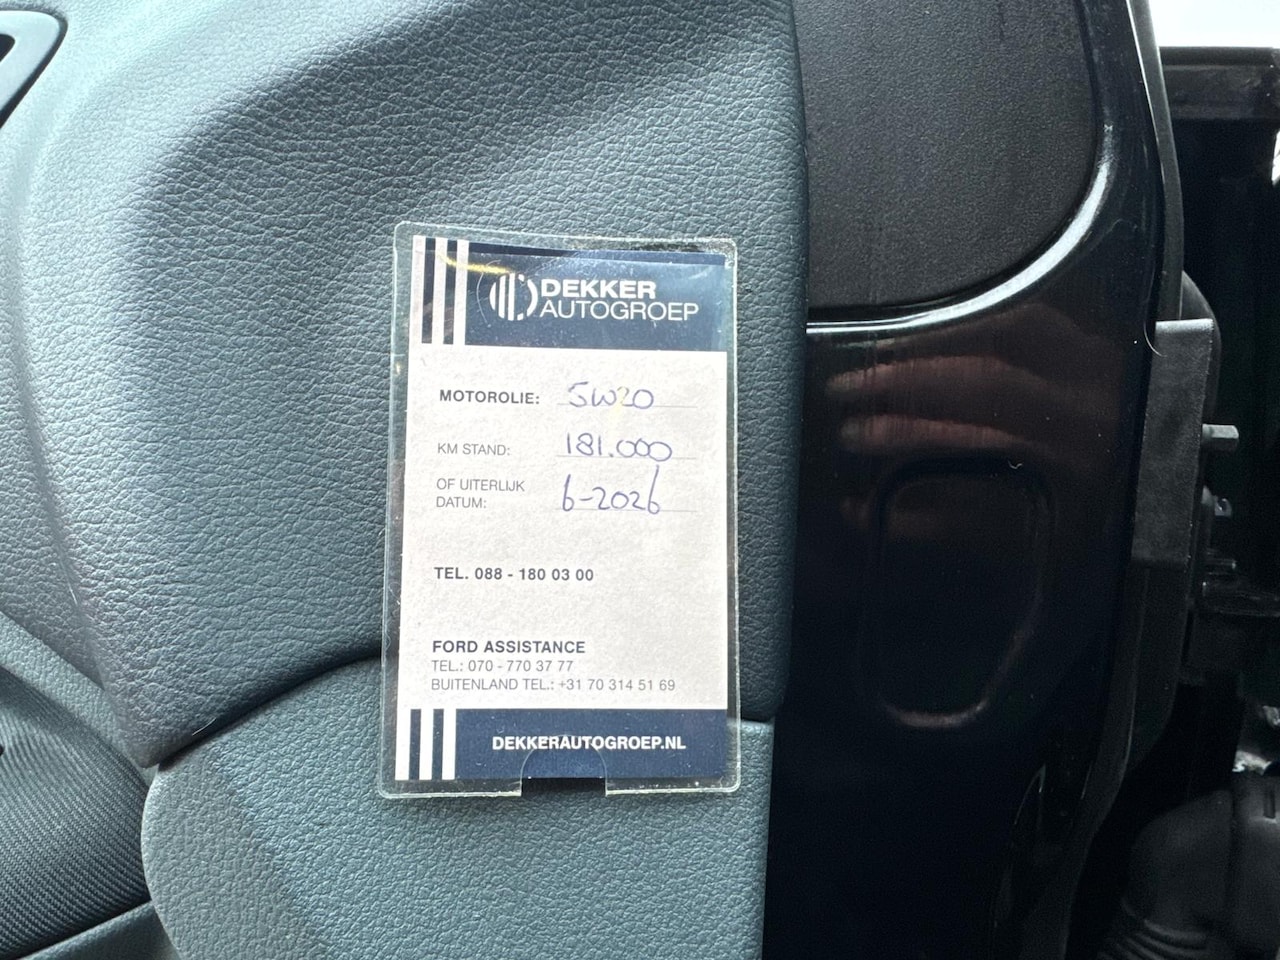 DEKKER
AUTOGROEP
MOTOROLIE: 5W20
KM STAND: 181.000
OF UITERLIJK
DATUM: 6-2026
TEL. 088 - 180 03 00
FORD ASSISTANCE
TEL.: 070 - 770 37 77
BUITENLAND TEL.: +31 70 314 51 69
DEKKERAUTOGROEP.NL